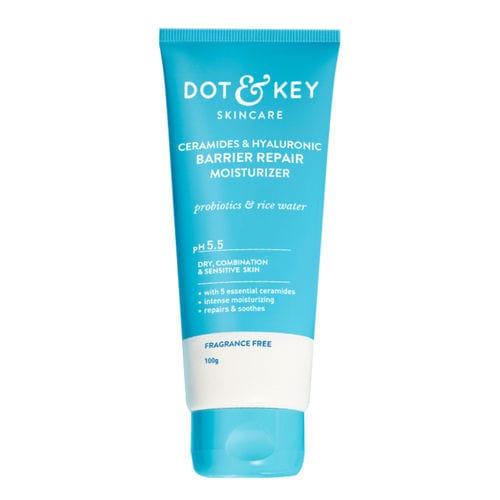 DOT & KEY
SKINCARE
CERAMIDES & HYALURONIC
BARRIER REPAIR
MOISTURIZER
probiotics & rice water
pH 5.5
DRY, COMBINATION
& SENSITIVE SKIN
• with 5 essential ceramides
• intense moisturizing
• repairs & soothes
FRAGRANCE FREE
100g